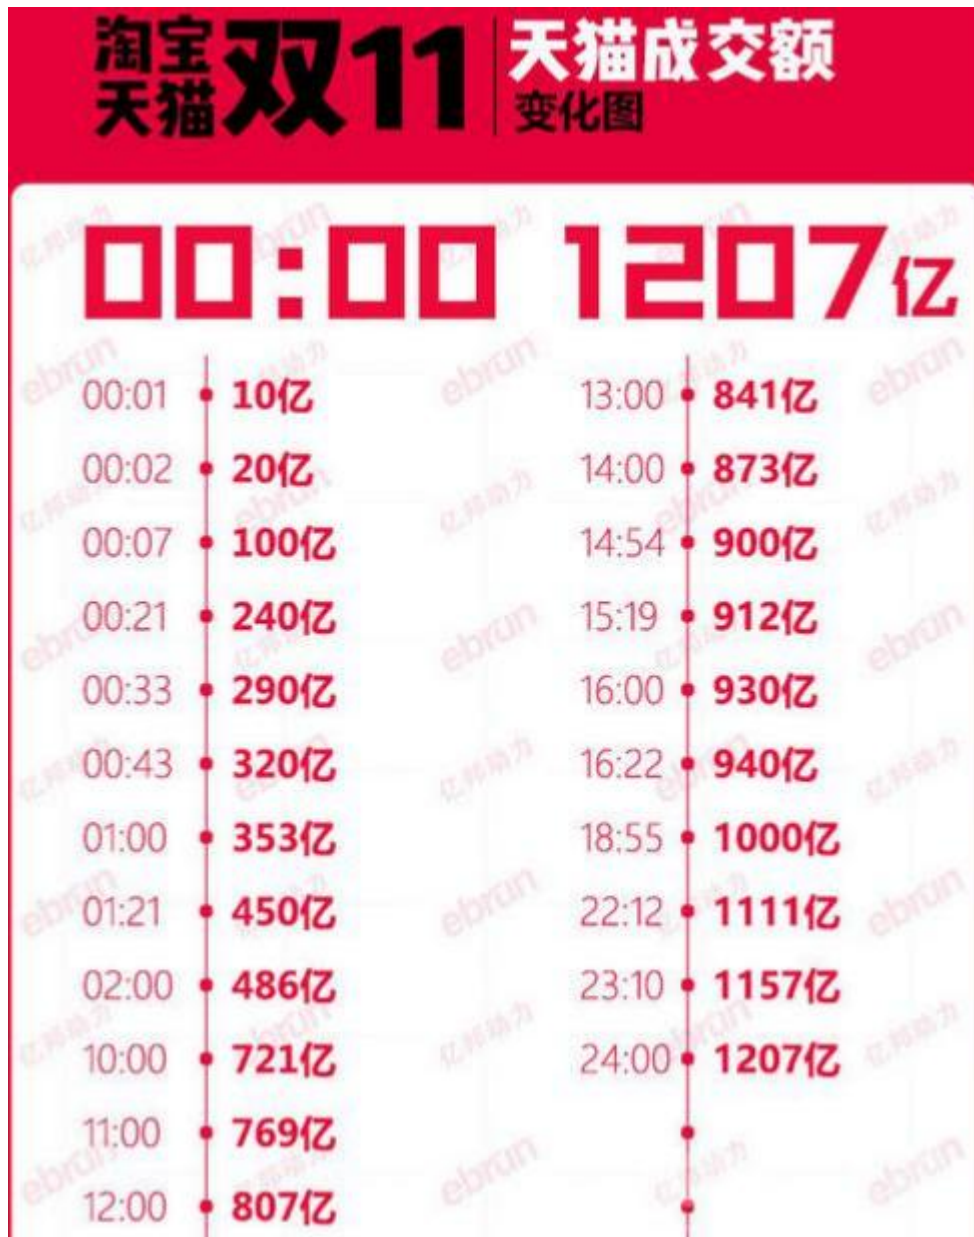 淘宝
天猫
双11
天猫成交额
变化图
00:00 1207亿
00:01 10亿
00:02 20亿
00:07 100亿
00:21 240亿
00:33 290亿
00:43 320亿
01:00 353亿
01:21 450亿
02:00 486亿
10:00 721亿
11:00 769亿
12:00 807亿
13:00 841亿
14:00 873亿
14:54 900亿
15:19 912亿
16:00 930亿
16:22 940亿
18:55 1000亿
22:12 1111亿
23:10 1157亿
24:00 1207亿
亿邦动力
ebrun